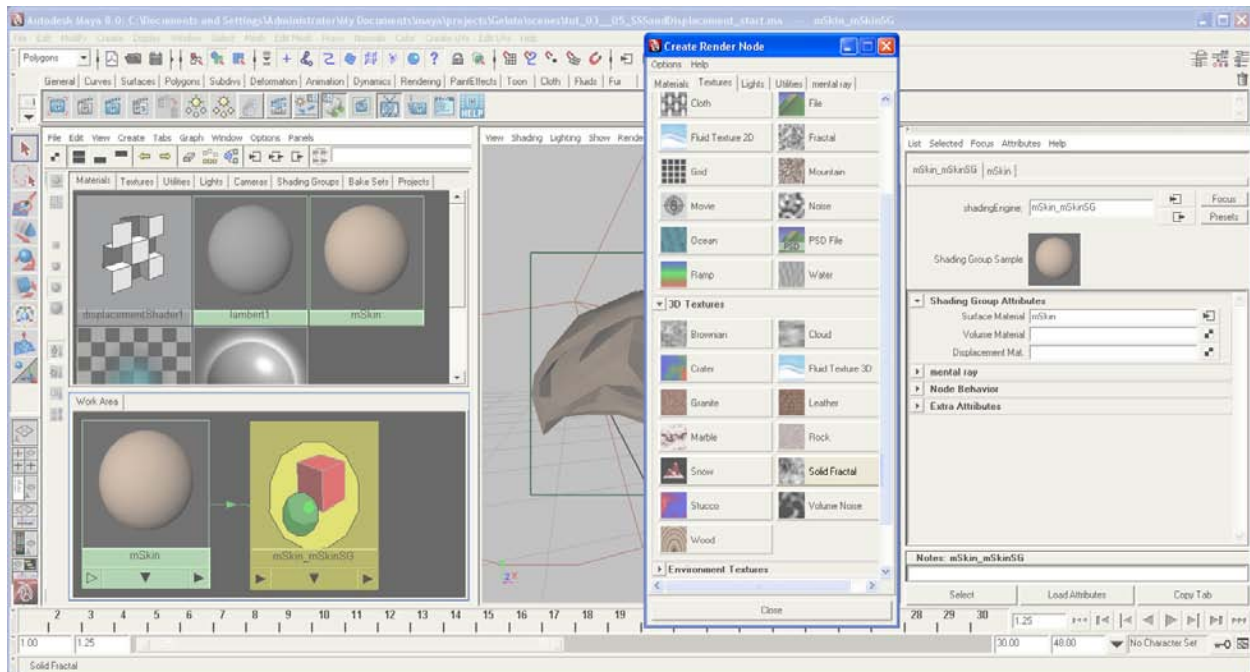 Autodesk Maya 8.0: C:\Documents and Settings\Administrator\My Documents\maya\projects\Gelato\scenes\tut_03__05_SSSandDisplacement_start.ma --- mSkin_mSkinSG
File Edit Modify Create Display Window
Polygons
General Curves Surfaces Polygons Subdivs Deformation Animation Dynamics Rendering PaintEffects Toon Cloth Fluids Fur
HELP
File Edit View Create Tabs Graph Window Options Panels
Materials Textures Utilities Lights Cameras Shading Groups Bake Sets Projects
displacementShader1 lambert1 mSkin
Work Area
mSkin mSkin_mSkinSG
View Shading Lighting Show Rende
Create Render Node
Options Help
Materials Textures Lights Utilities mental ray
Cloth File
Fluid Texture 2D Fractal
Grid Mountain
Movie Noise
Ocean PSD File
Ramp Water
3D Textures
Brownian Cloud
Crater Fluid Texture 3D
Granite Leather
Marble Rock
Snow Solid Fractal
Stucco Volume Noise
Wood
Environment Textures
Close
List Selected Focus Attributes Help
mSkin_mSkinSG mSkin
shadingEngine: mSkin_mSkinSG
Focus
Presets
Shading Group Sample
Shading Group Attributes
Surface Material mSkin
Volume Material
Displacement Mat.
mental ray
Node Behavior
Extra Attributes
Notes: mSkin_mSkinSG
Select Load Attributes Copy Tab
2 3 4 5 6 7 8 9 10 11 12 13 14 15 16 17 18 19 28 29 30 1.25
1.00 1.25 30.00 48.00 No Character Set
Solid Fractal